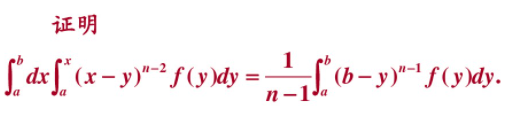 证明
∫_a^b dx∫_a^x (x − y)^{n−2} f(y)dy = \frac{1}{n−1}∫_a^b (b − y)^{n−1} f(y)dy.